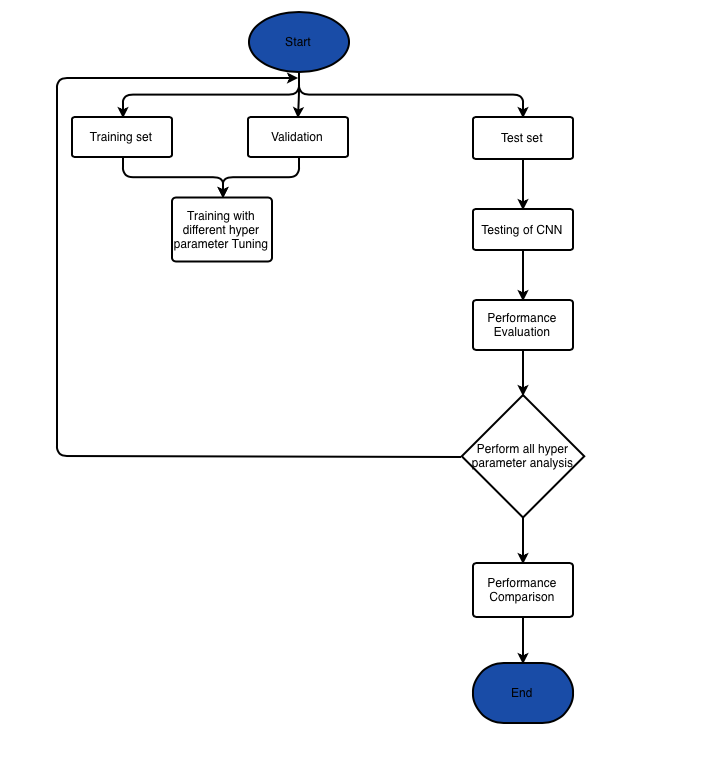 Start
Training set
Validation
Test set
Training with
different hyper
parameter Tuning
Testing of CNN
Performance
Evaluation
Perform all hyper
parameter analysis
Performance
Comparison
End